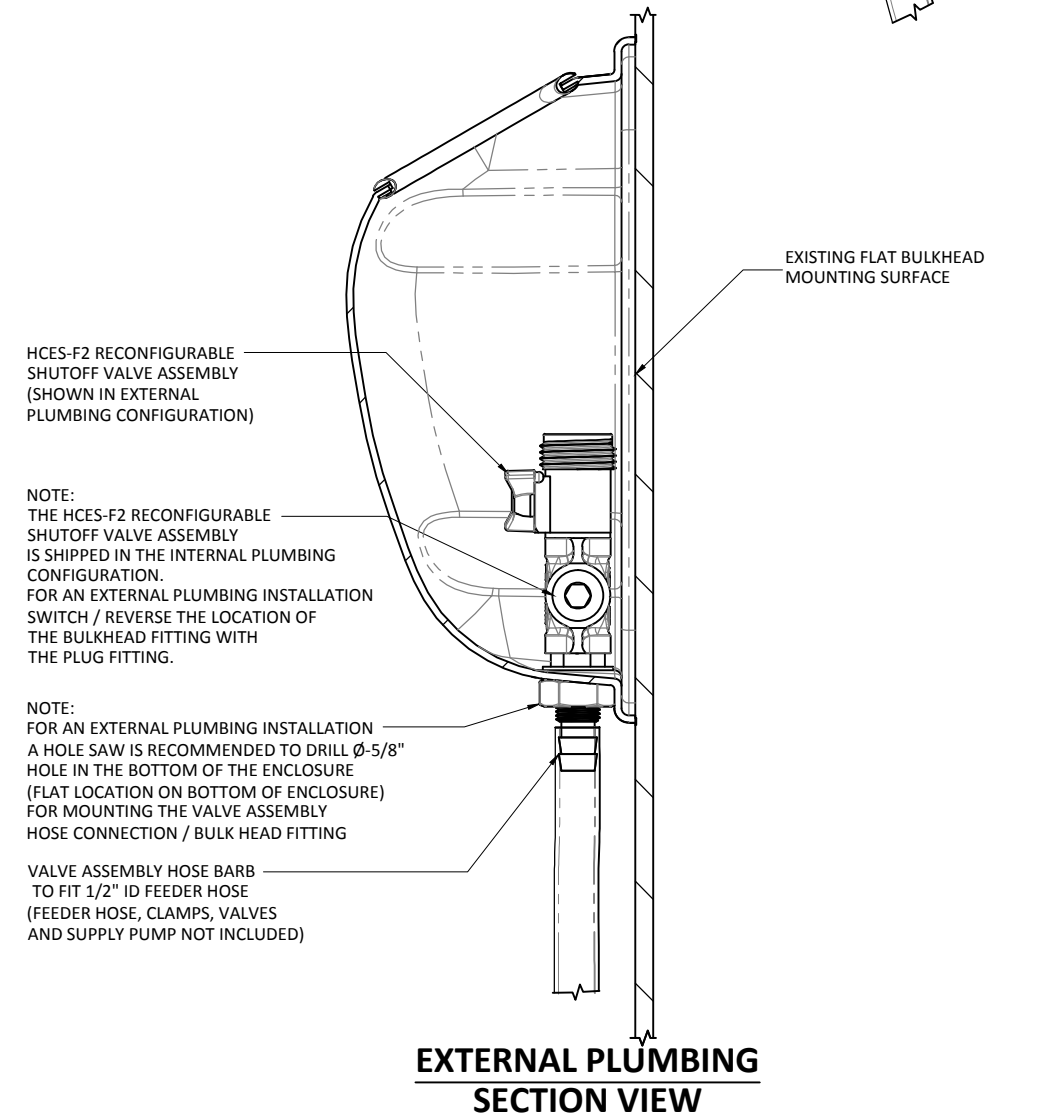 EXISTING FLAT BULKHEAD
MOUNTING SURFACE
HCES-F2 RECONFIGURABLE
SHUTOFF VALVE ASSEMBLY
(SHOWN IN EXTERNAL
PLUMBING CONFIGURATION)
NOTE:
THE HCES-F2 RECONFIGURABLE
SHUTOFF VALVE ASSEMBLY
IS SHIPPED IN THE INTERNAL PLUMBING
CONFIGURATION.
FOR AN EXTERNAL PLUMBING INSTALLATION
SWITCH / REVERSE THE LOCATION OF
THE BULKHEAD FITTING WITH
THE PLUG FITTING.
NOTE:
FOR AN EXTERNAL PLUMBING INSTALLATION
A HOLE SAW IS RECOMMENDED TO DRILL Ø-5/8"
HOLE IN THE BOTTOM OF THE ENCLOSURE
(FLAT LOCATION ON BOTTOM OF ENCLOSURE)
FOR MOUNTING THE VALVE ASSEMBLY
HOSE CONNECTION / BULK HEAD FITTING
VALVE ASSEMBLY HOSE BARB
TO FIT 1/2" ID FEEDER HOSE
(FEEDER HOSE, CLAMPS, VALVES
AND SUPPLY PUMP NOT INCLUDED)
EXTERNAL PLUMBING
SECTION VIEW